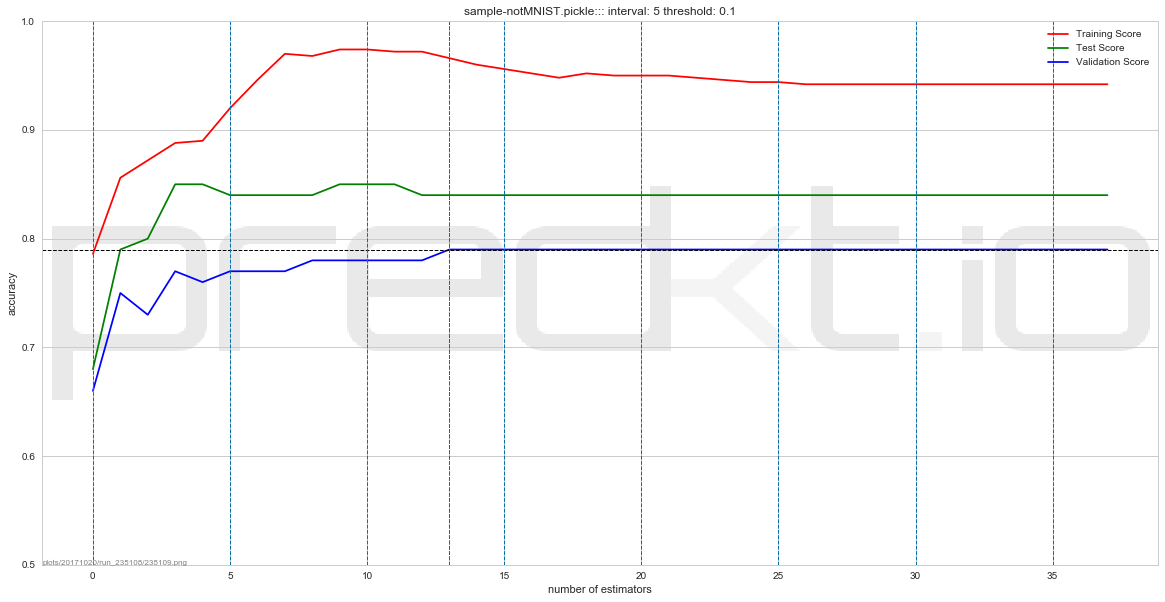 sample-notMNIST.pickle::: interval: 5 threshold: 0.1
Training Score
Test Score
Validation Score
1.0
0.9
0.8
0.7
0.6
0.5
accuracy
predkt.io
plots/20171020/run_235108/235109.png
0 5 10 15 20 25 30 35
number of estimators